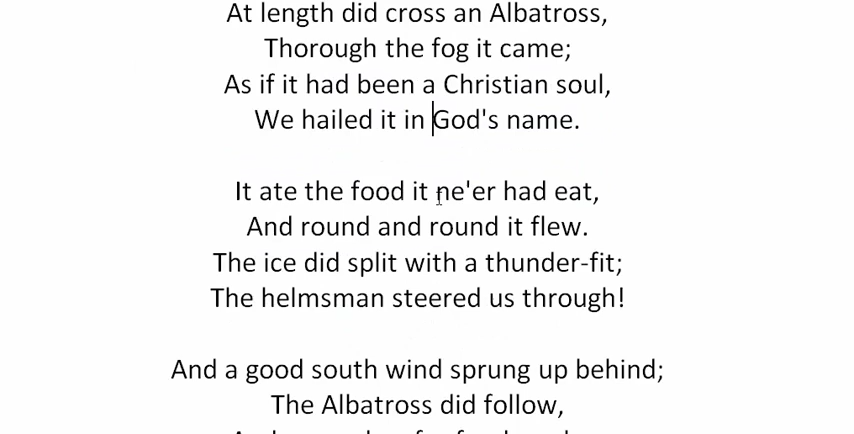 At length did cross an Albatross,
Thorough the fog it came;
As if it had been a Christian soul,
We hailed it in God's name.
It ate the food it ne'er had eat,
And round and round it flew.
The ice did split with a thunder-fit;
The helmsman steered us through!
And a good south wind sprung up behind;
The Albatross did follow,